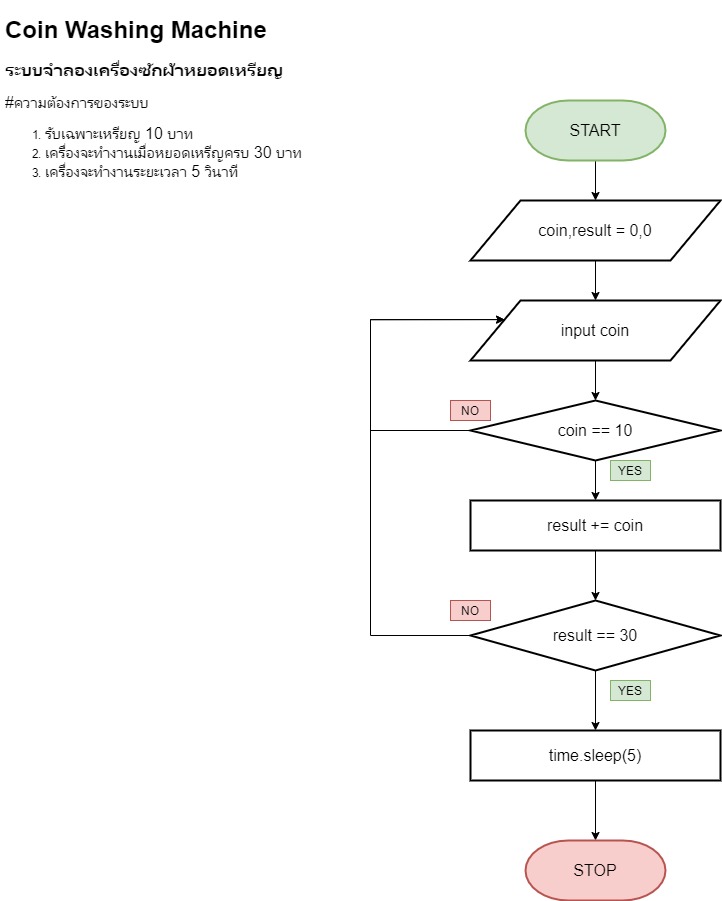 Coin Washing Machine
ระบบจำลองเครื่องซักผ้าหยอดเหรียญ
#ความต้องการของระบบ
1. รับเฉพาะเหรียญ 10 บาท
2. เครื่องจะทำงานเมื่อหยอดเหรีญครบ 30 บาท
3. เครื่องจะทำงานระยะเวลา 5 วินาที
START
coin,result = 0,0
input coin
NO
coin == 10
YES
result += coin
NO
result == 30
YES
time.sleep(5)
STOP